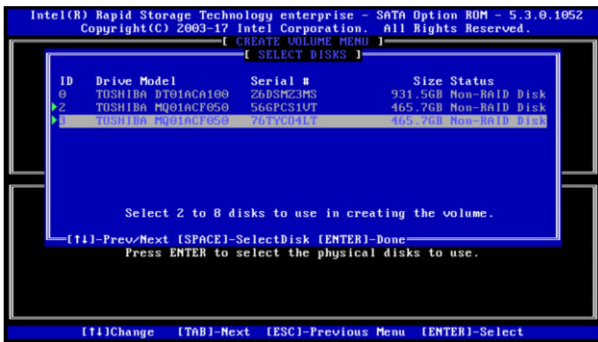 Intel(R) Rapid Storage Technology enterprise - SATA Option ROM - 5.3.0.1052
Copyright(C) 2003-17 Intel Corporation. All Rights Reserved.
[ CREATE VOLUME MENU ]
[ SELECT DISKS ]
ID Drive Model Serial # Size Status
0 TOSHIBA DT01ACA100 Z6DSMZ3MS 931.5GB Non-RAID Disk
2 TOSHIBA MQ01ACF050 56GPCS1VT 465.7GB Non-RAID Disk
3 TOSHIBA MQ01ACF050 76TYCO4LT 465.7GB Non-RAID Disk
Select 2 to 8 disks to use in creating the volume.
[↑↓]-Prev/Next [SPACE]-SelectDisk [ENTER]-Done
Press ENTER to select the physical disks to use.
[↑↓]Change [TAB]-Next [ESC]-Previous Menu [ENTER]-Select